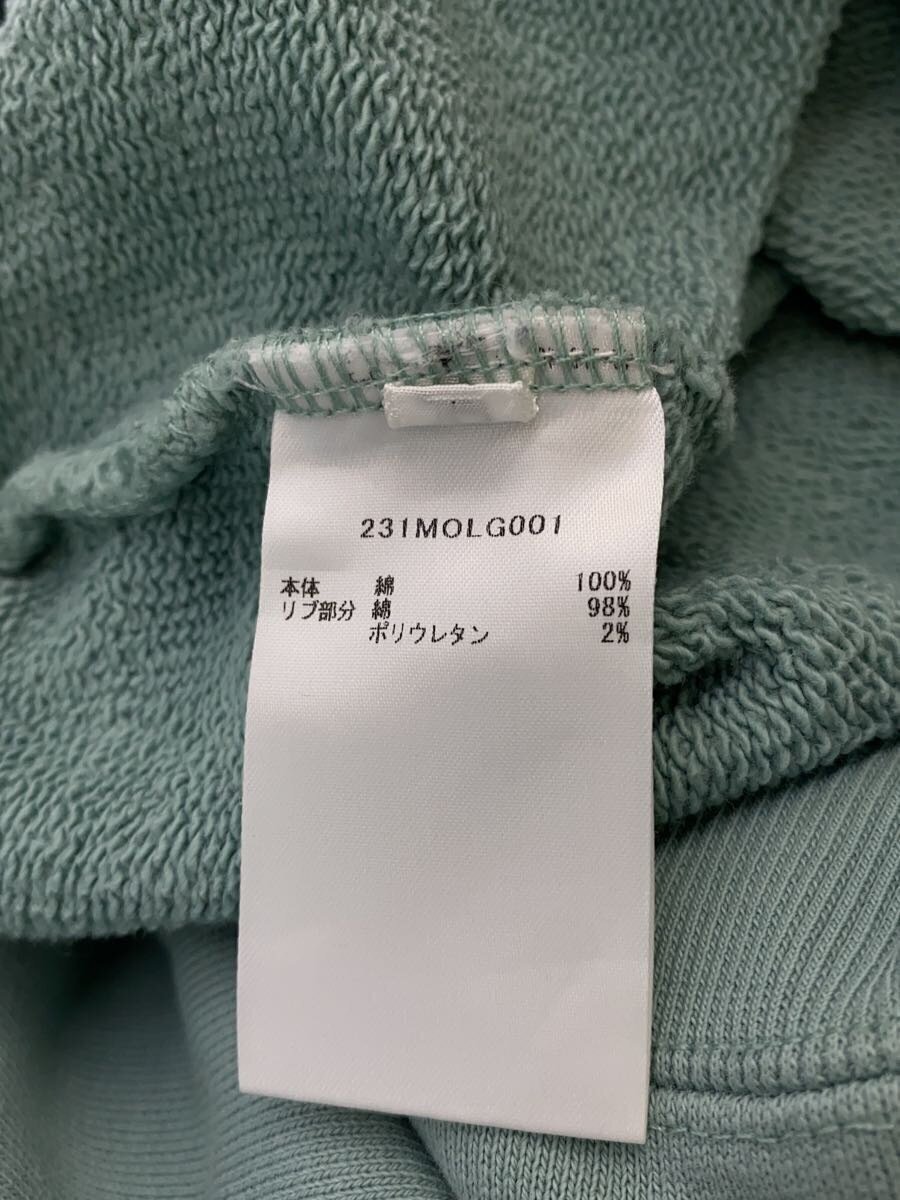 231MOLG001
本体 綿 100%
リブ部分 綿 98%
ポリウレタン 2%